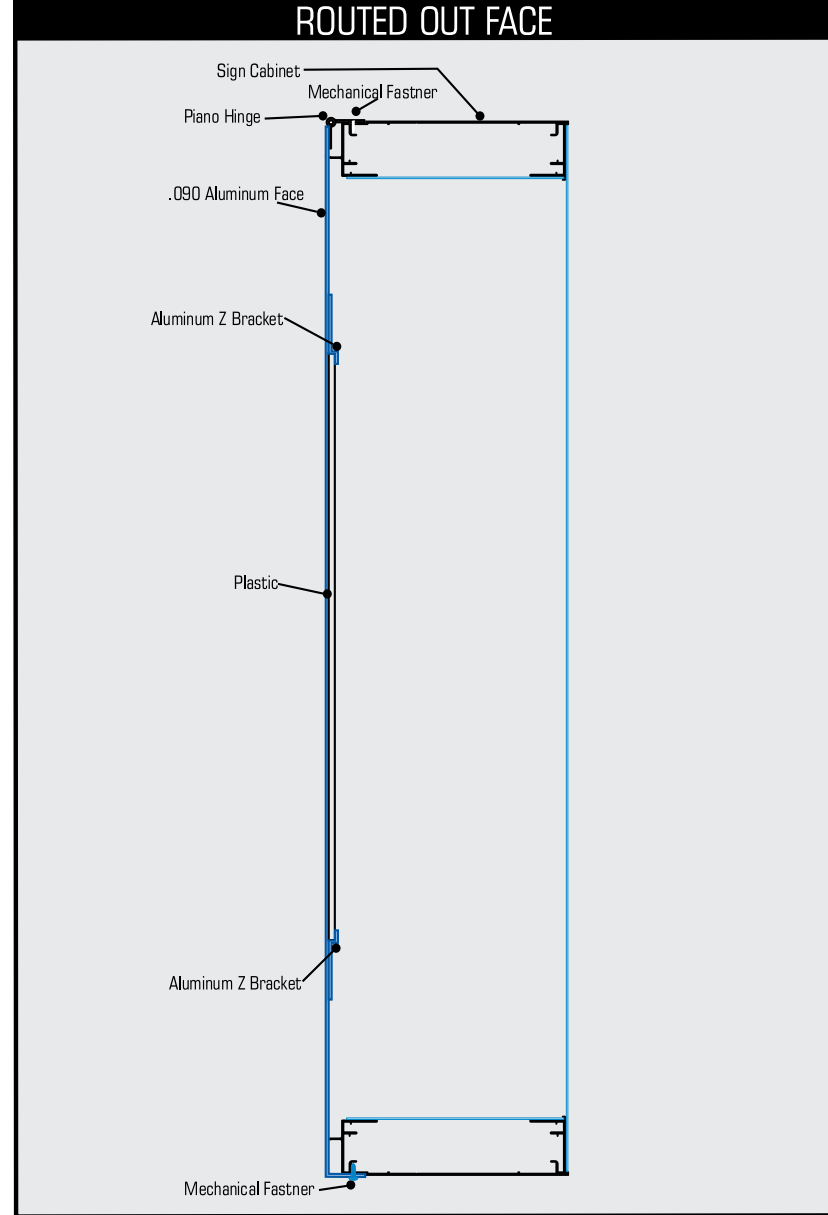 ROUTED OUT FACE
Sign Cabinet
Mechanical Fastner
Piano Hinge
.090 Aluminum Face
Aluminum Z Bracket
Plastic
Aluminum Z Bracket
Mechanical Fastner